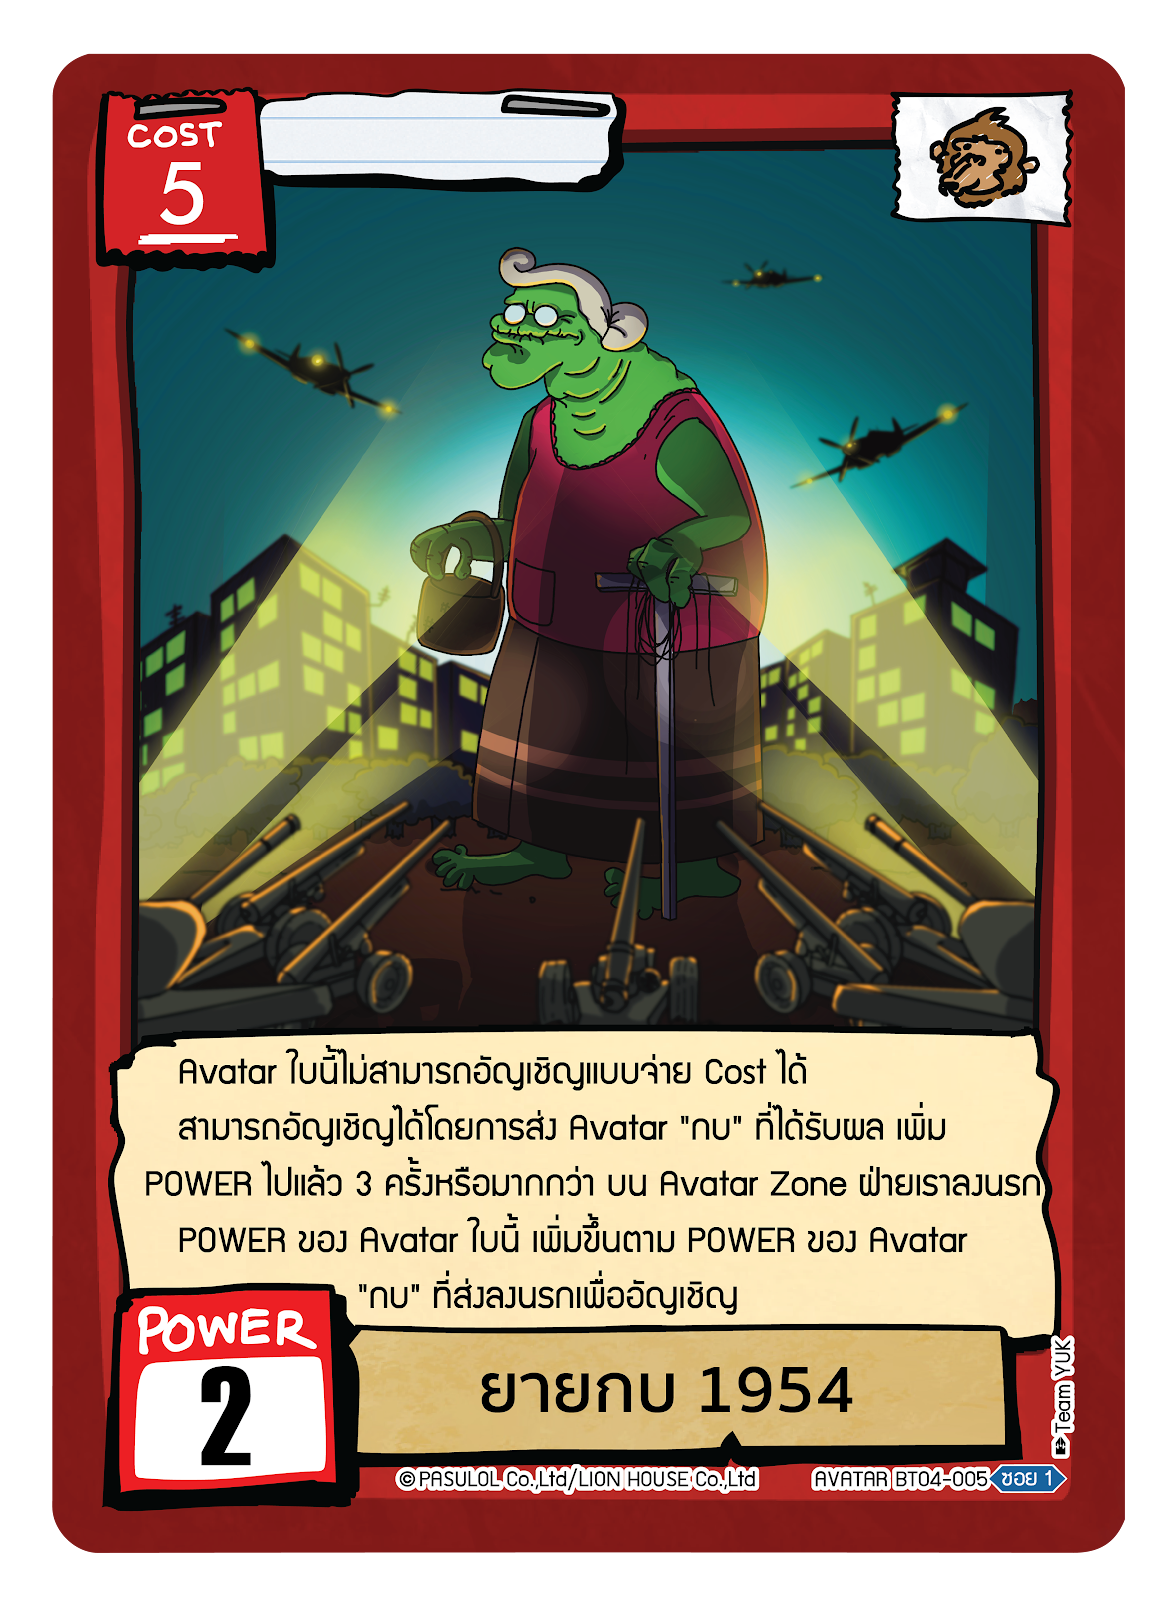 COST
5
Avatar ใบนี้ไม่สามารถอัญเชิญแบบจ่าย Cost ได้
สามารถอัญเชิญได้โดยการส่ง Avatar "กบ" ที่ได้รับผล เพิ่ม
POWER ไปแล้ว 3 ครั้งหรือมากกว่า บน Avatar Zone ฝ่ายเราลงนรก
POWER ของ Avatar ใบนี้ เพิ่มขึ้นตาม POWER ของ Avatar
"กบ" ที่ส่งลงนรกเพื่ออัญเชิญ
POWER
2
ยายกบ 1954
Team YUK
© PASULOL Co.,Ltd/LION HOUSE Co.,Ltd
AVATAR BT04-005 ซอย 1